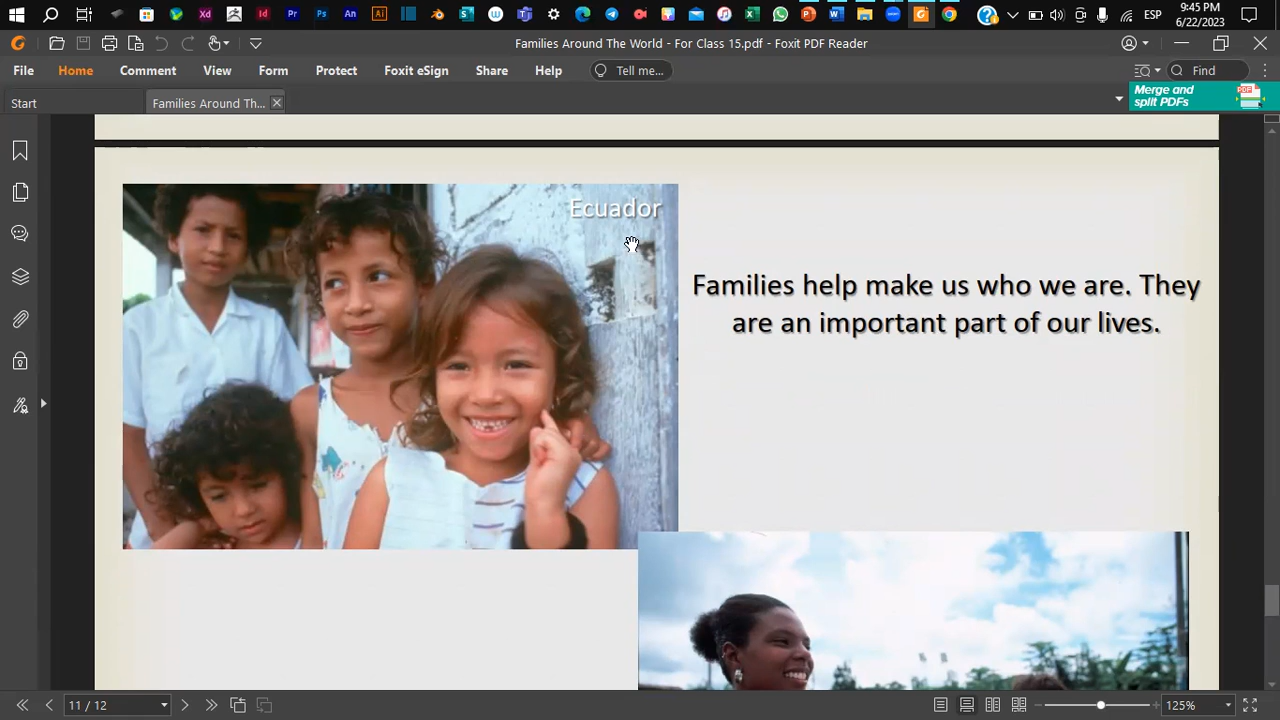 9:45 PM
ESP
6/22/2023
Families Around The World - For Class 15.pdf - Foxit PDF Reader
File
Home
Comment
View
Form
Protect
Foxit eSign
Share
Help
Tell me...
Find
Start
Families Around Th...
Merge and
split PDFs
Ecuador
Families help make us who we are. They
are an important part of our lives.
11 / 12
125%